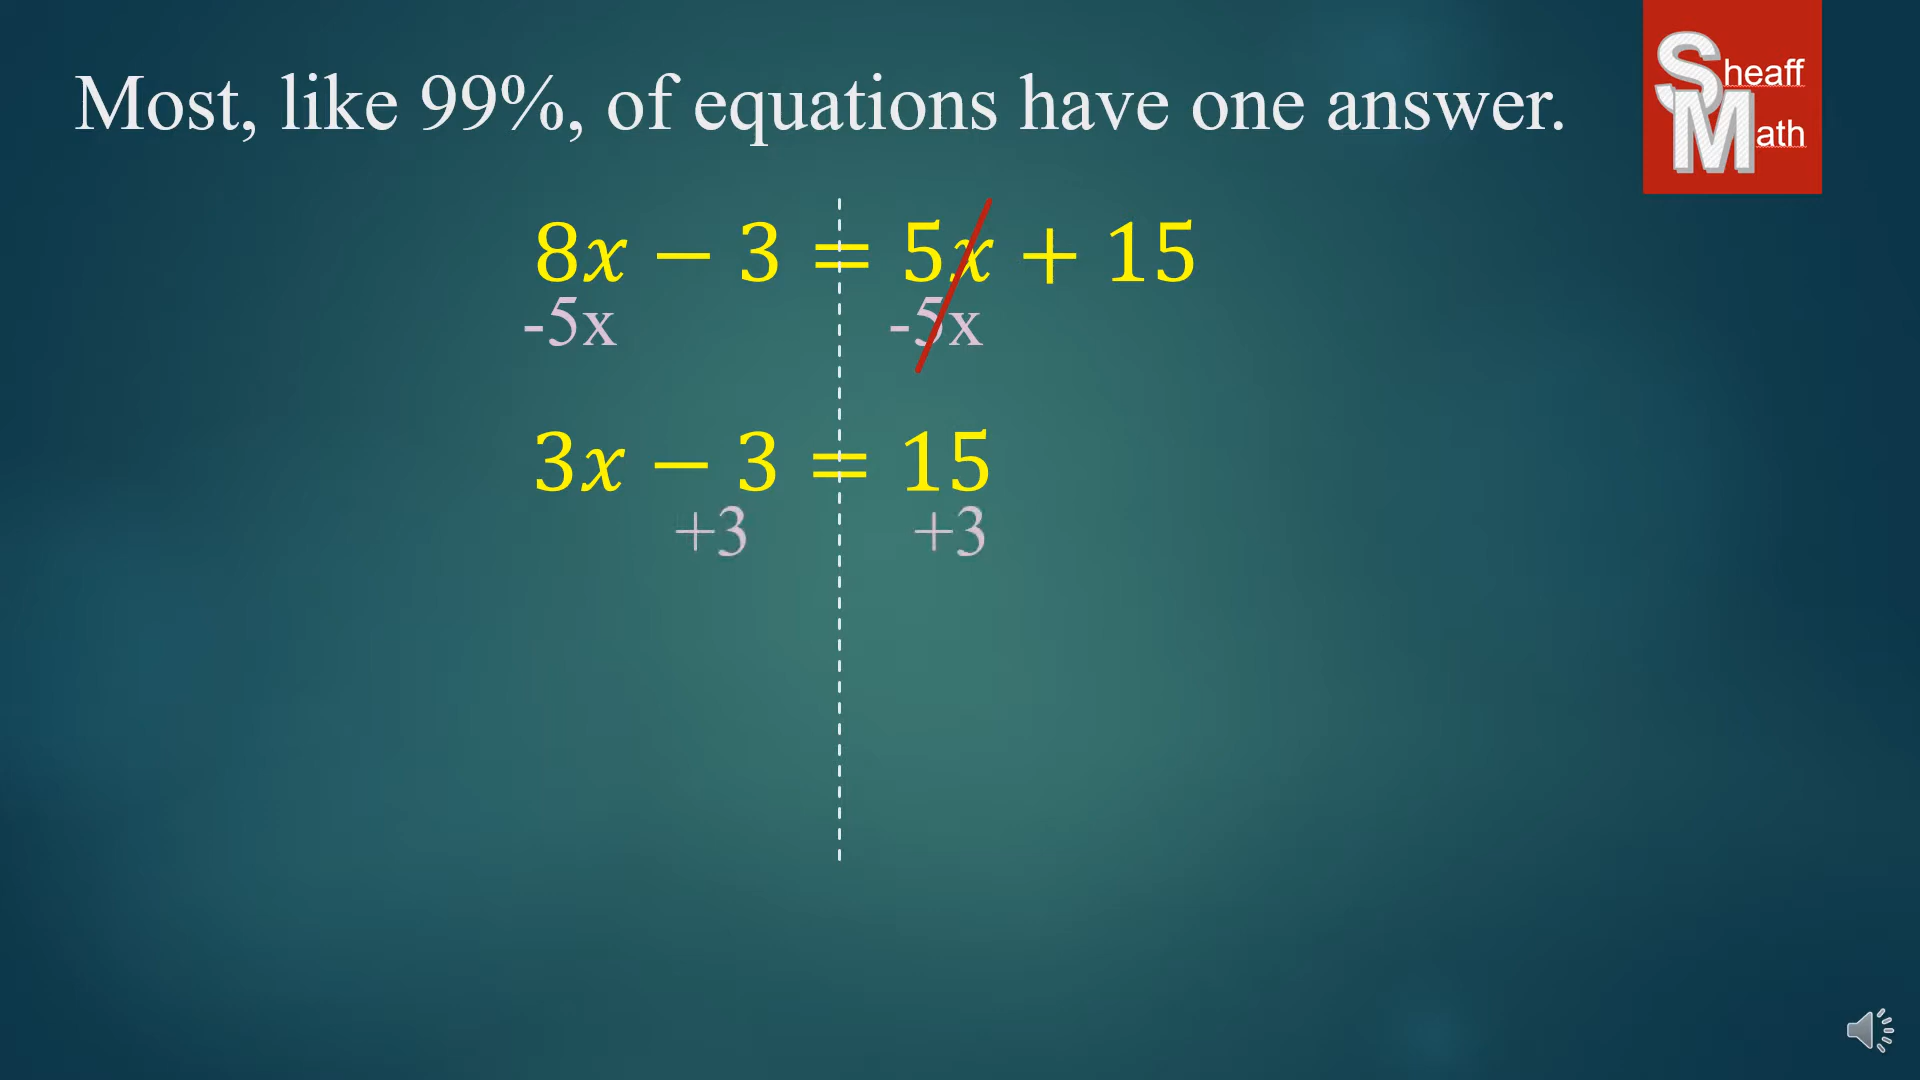 Most, like 99%, of equations have one answer.
Sheaff
Math
8x − 3 = 5x + 15
-5x -5x
3x − 3 = 15
+3 +3